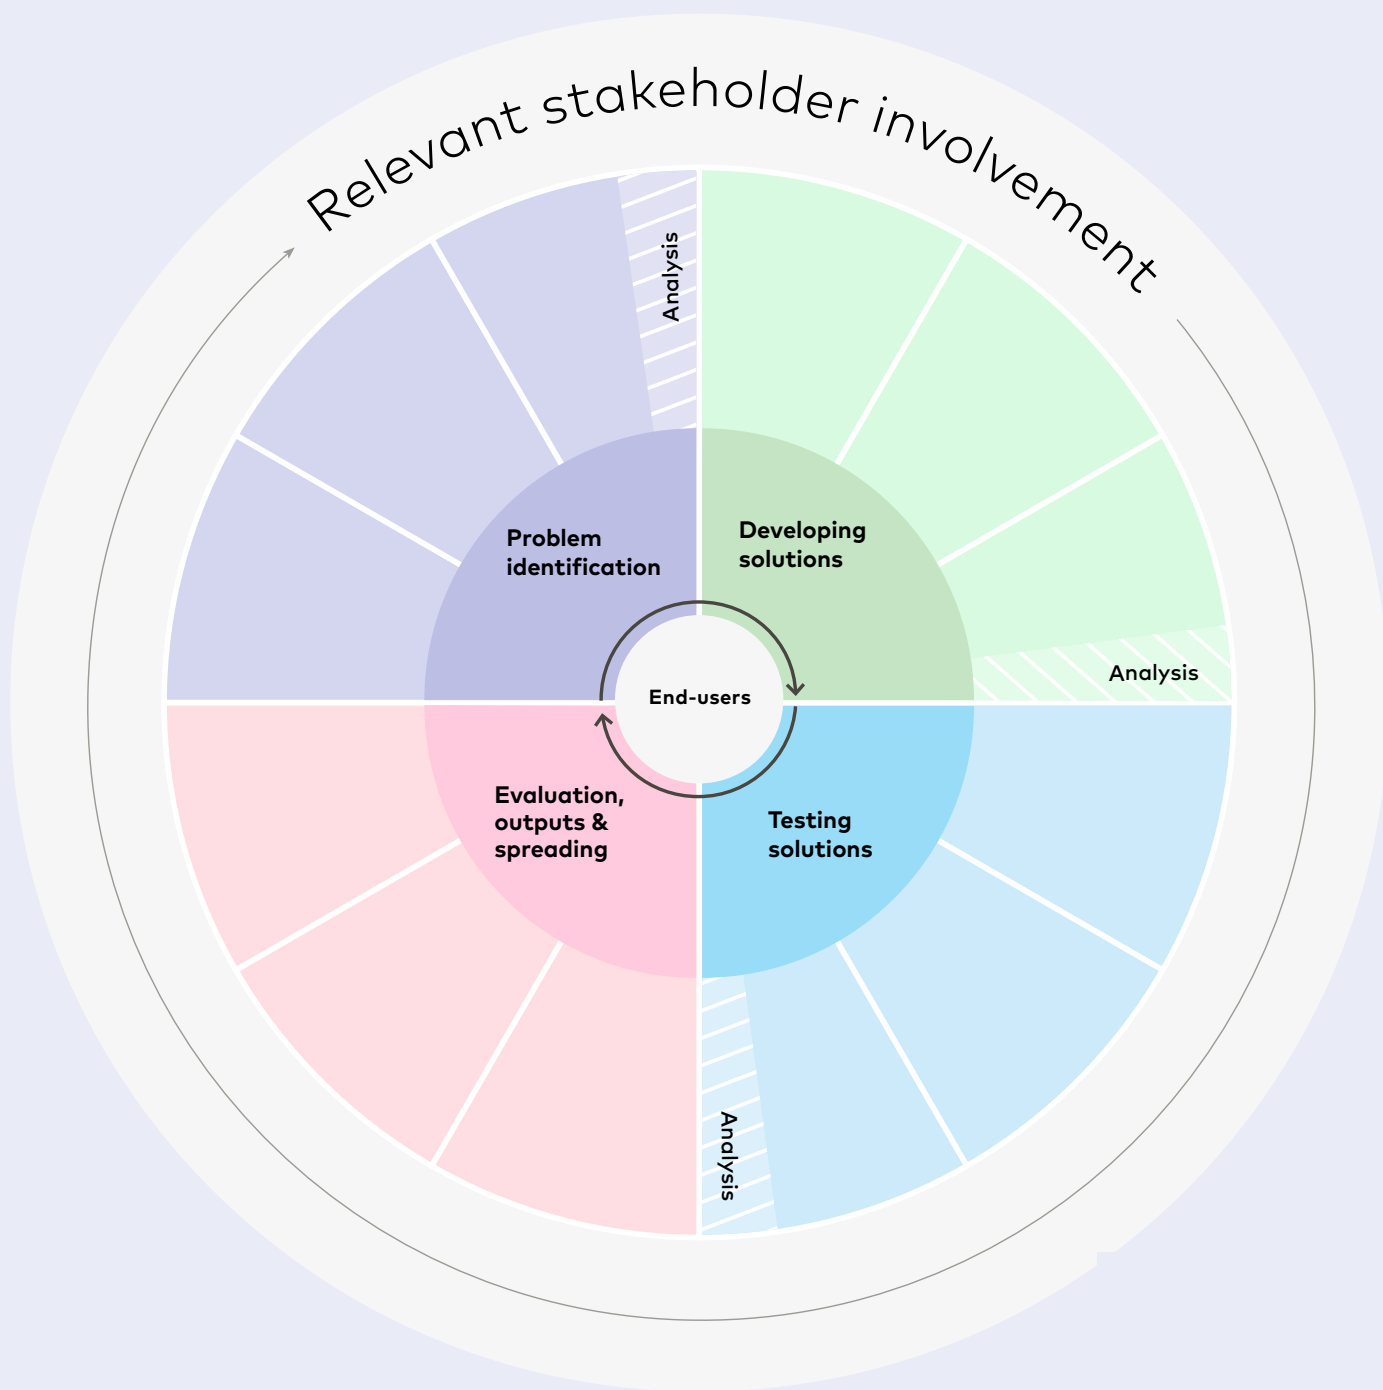 Relevant stakeholder involvement
Analysis
Problem
identification
Developing
solutions
Analysis
End-users
Evaluation,
outputs &
spreading
Testing
solutions
Analysis